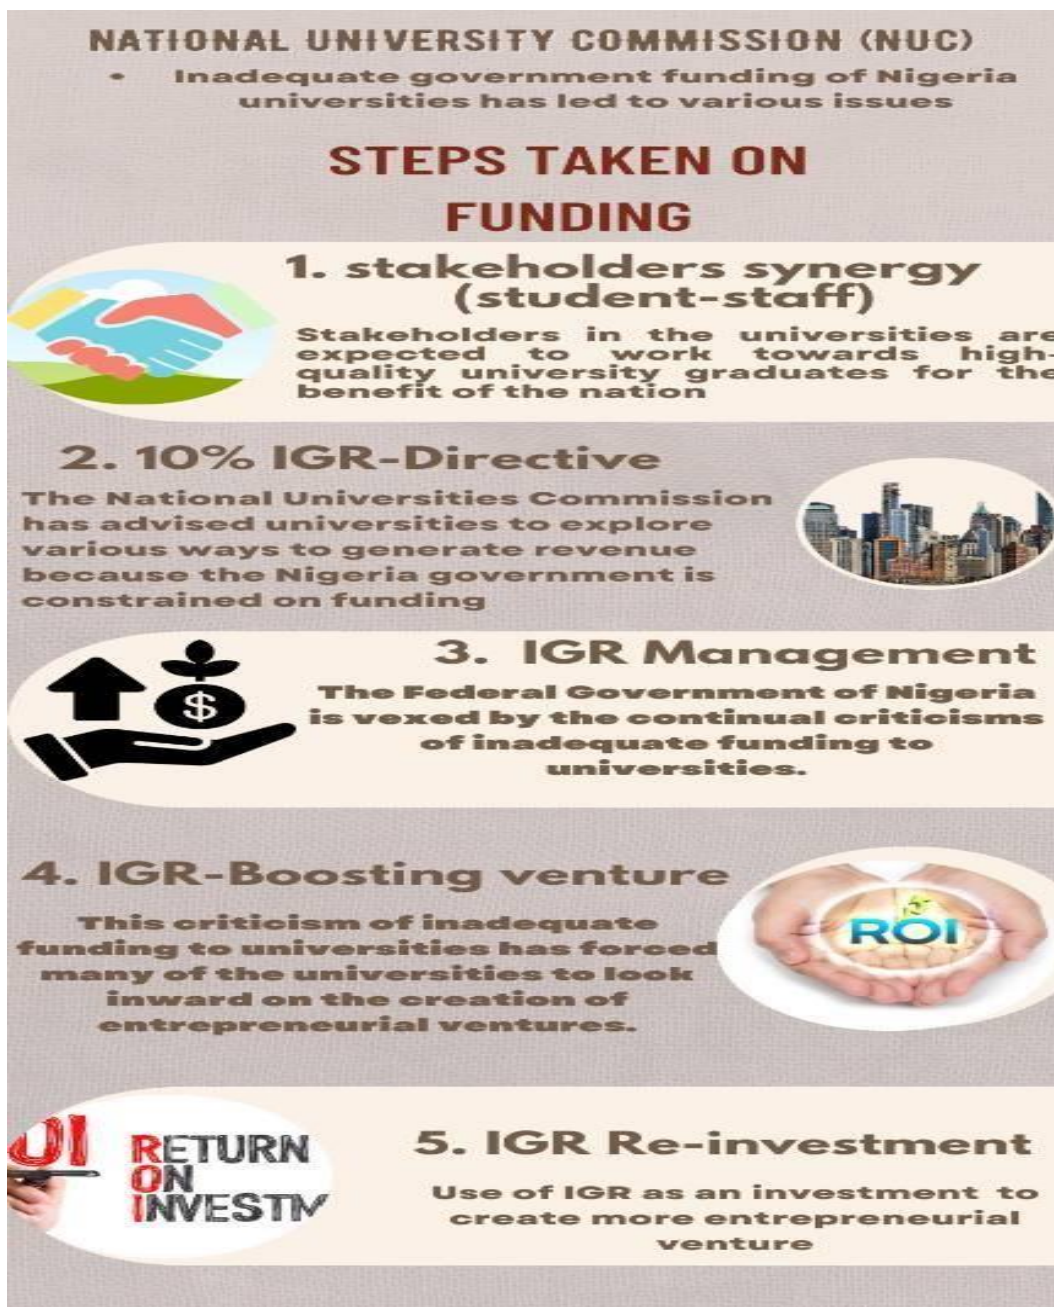 NATIONAL UNIVERSITY COMMISSION (NUC)
• Inadequate government funding of Nigeria
universities has led to various issues
STEPS TAKEN ON
FUNDING
1. stakeholders synergy
(student-staff)
Stakeholders in the universities are
expected to work towards high-
quality university graduates for the
benefit of the nation
2. 10% IGR-Directive
The National Universities Commission
has advised universities to explore
various ways to generate revenue
because the Nigeria government is
constrained on funding
3. IGR Management
$
The Federal Government of Nigeria
is vexed by the continual criticisms
of inadequate funding to
universities.
4. IGR-Boosting venture
This criticism of inadequate
funding to universities has forced
many of the universities to look
inward on the creation of
entrepreneurial ventures.
ROI
OI
RETURN
ON
INVESTM
5. IGR Re-investment
Use of IGR as an investment to
create more entrepreneurial
venture